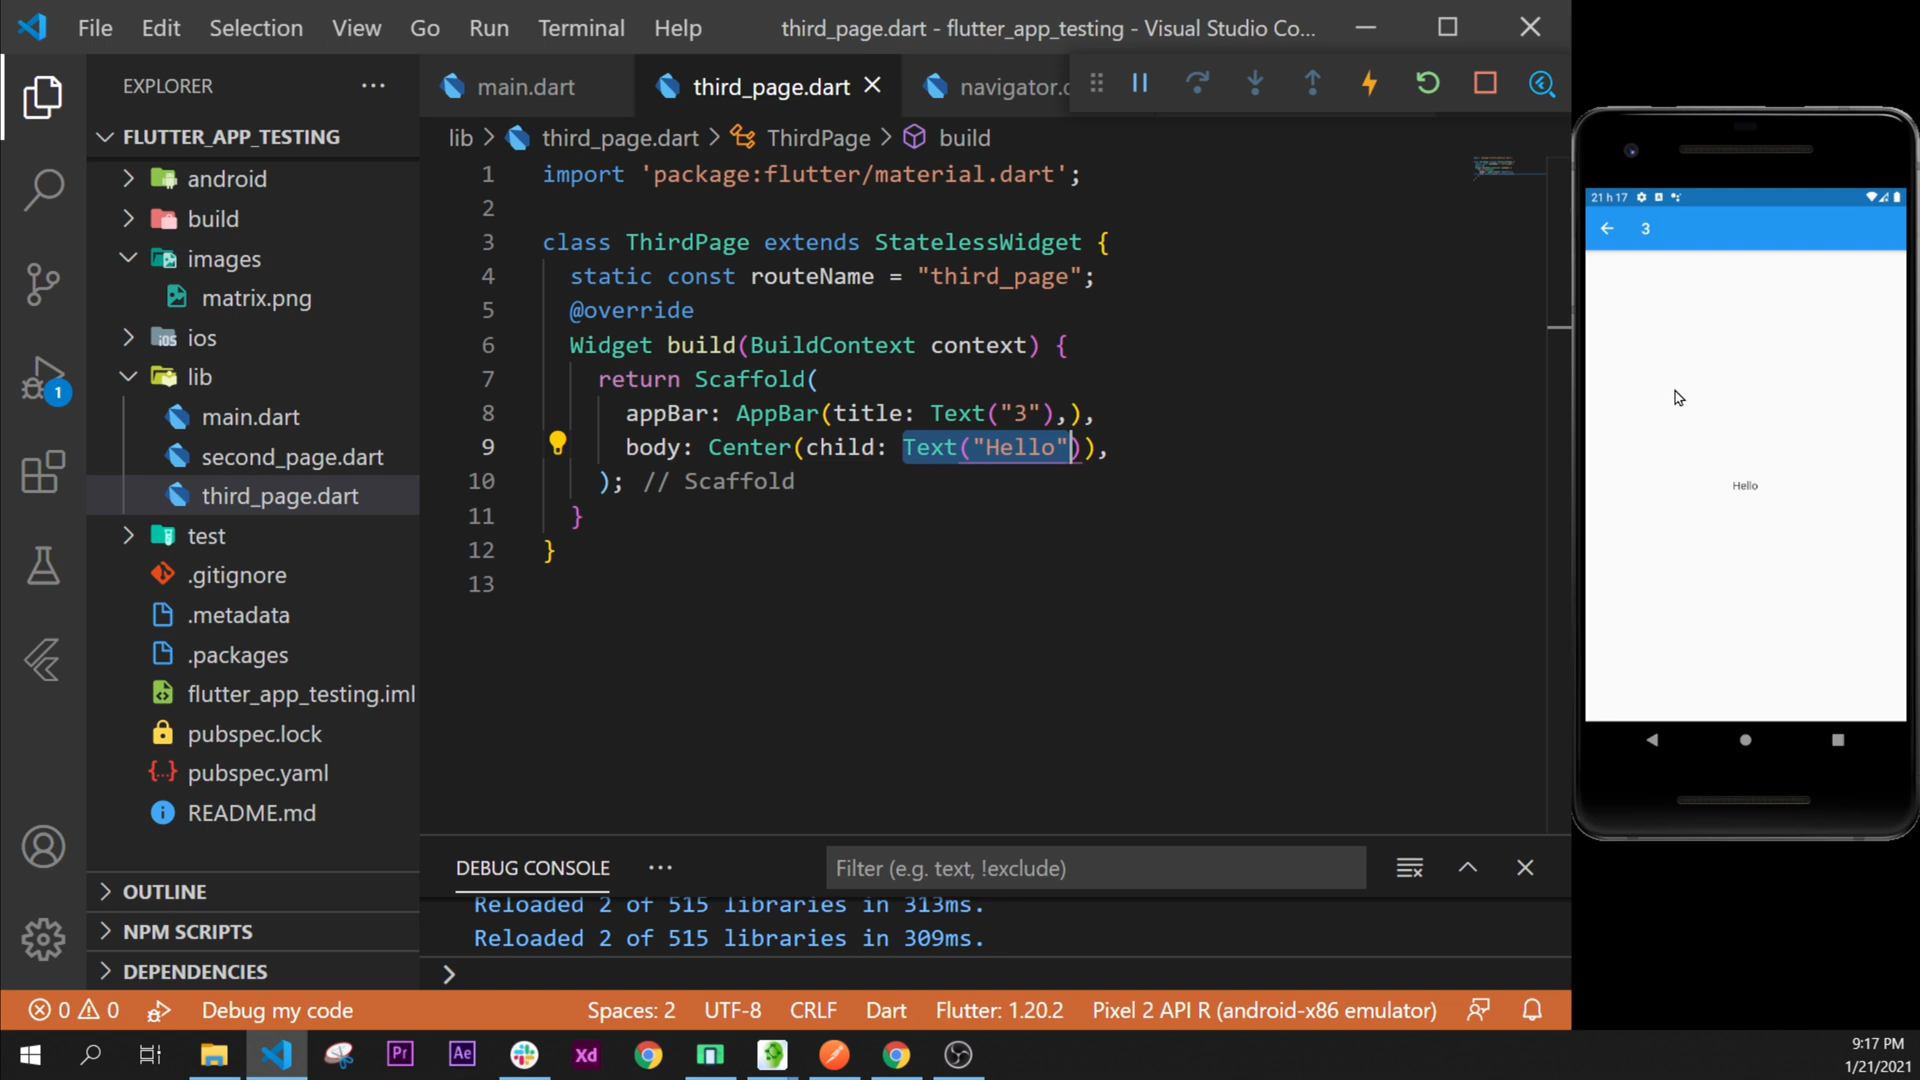 File Edit Selection View Go Run Terminal Help third_page.dart - flutter_app_testing - Visual Studio Co...
EXPLORER
main.dart third_page.dart navigator.
FLUTTER_APP_TESTING
android
build
images
matrix.png
ios
lib
main.dart
second_page.dart
third_page.dart
test
.gitignore
.metadata
.packages
flutter_app_testing.iml
pubspec.lock
pubspec.yaml
README.md
OUTLINE
NPM SCRIPTS
DEPENDENCIES
1
lib > third_page.dart > ThirdPage > build
1 import 'package:flutter/material.dart';
2
3 class ThirdPage extends StatelessWidget {
4 static const routeName = "third_page";
5 @override
6 Widget build(BuildContext context) {
7 return Scaffold(
8 appBar: AppBar(title: Text("3"),),
9 body: Center(child: Text("Hello")),
10 ); // Scaffold
11 }
12 }
13
DEBUG CONSOLE Filter (e.g. text, !exclude)
Reloaded 2 of 515 libraries in 313ms.
Reloaded 2 of 515 libraries in 309ms.
>
0 0 Debug my code Spaces: 2 UTF-8 CRLF Dart Flutter: 1.20.2 Pixel 2 API R (android-x86 emulator)
21 h 17
3
Hello
Pr Ae Xd
9:17 PM
1/21/2021